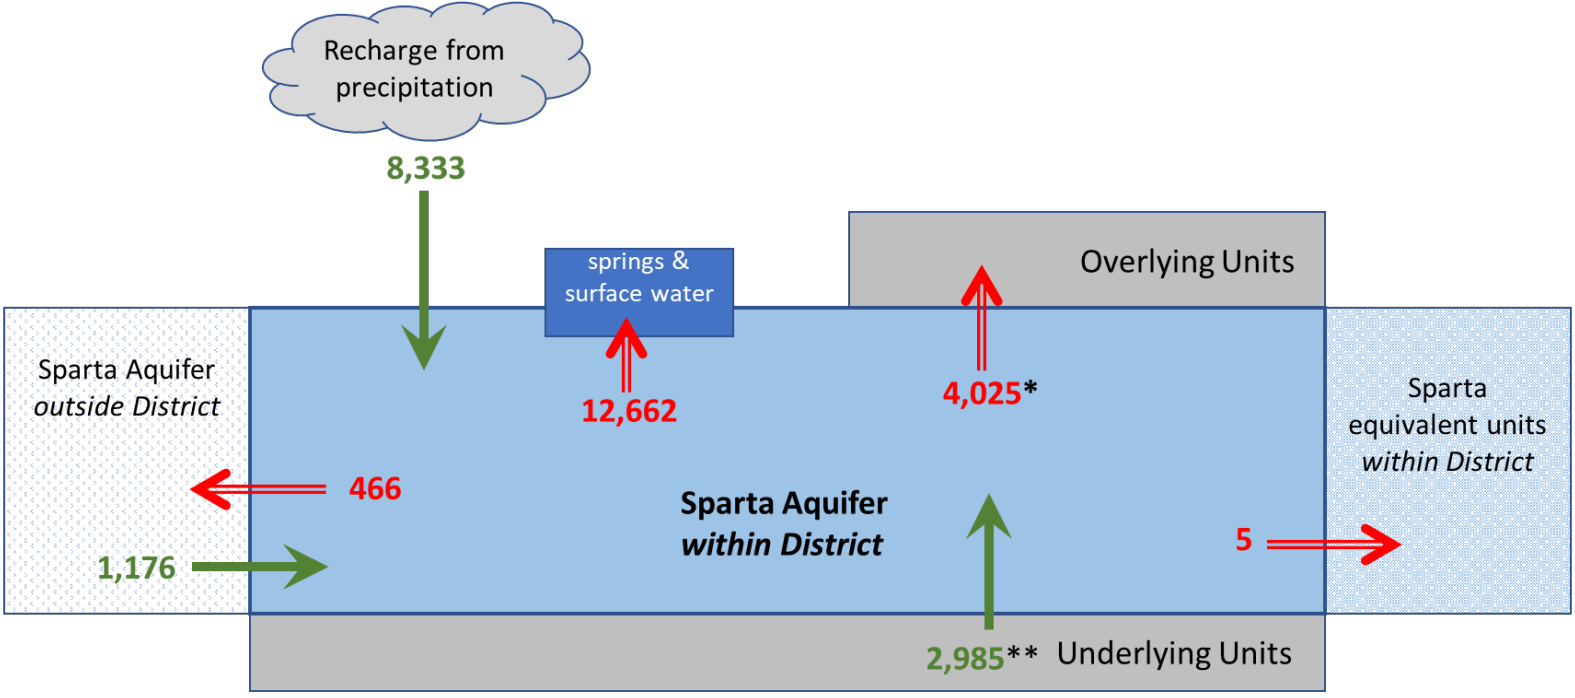 Recharge from
precipitation
8,333
springs &
surface water
Overlying Units
Sparta Aquifer
outside District
12,662
4,025*
Sparta
equivalent units
within District
466
Sparta Aquifer
within District
5
1,176
2,985**
Underlying Units